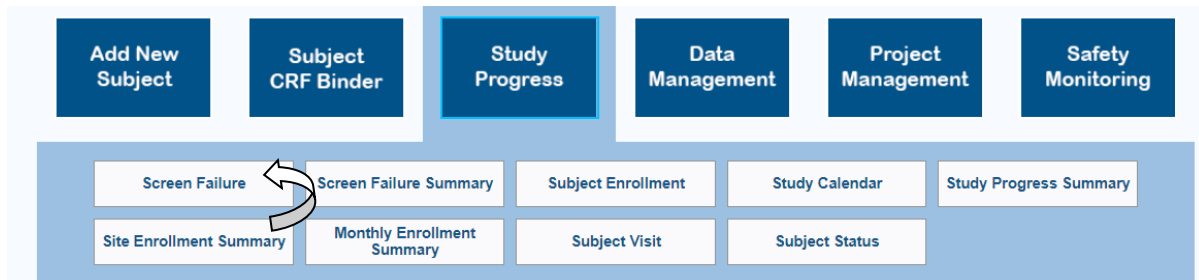 Add New
Subject
Subject
CRF Binder
Study
Progress
Data
Management
Project
Management
Safety
Monitoring
Screen Failure
Screen Failure Summary
Subject Enrollment
Study Calendar
Study Progress Summary
Site Enrollment Summary
Monthly Enrollment
Summary
Subject Visit
Subject Status